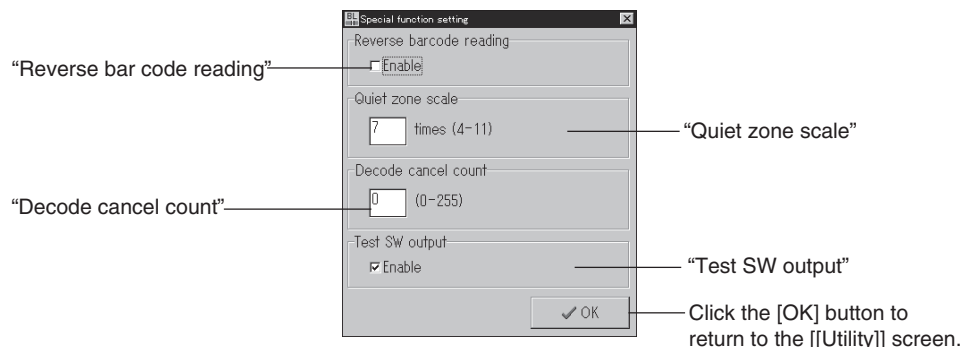 BL
Special function setting
Reverse barcode reading
“Reverse bar code reading”
Enable
Quiet zone scale
7 times (4-11)
“Quiet zone scale”
Decode cancel count
“Decode cancel count”
0 (0-255)
Test SW output
Enable
“Test SW output”
OK
Click the [OK] button to
return to the [[Utility]] screen.